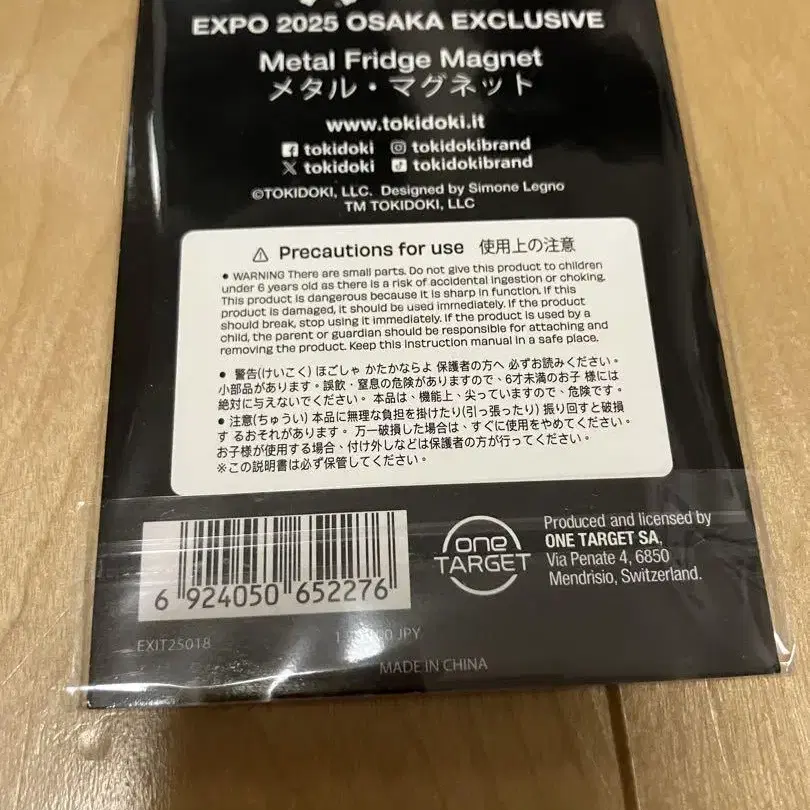 EXPO 2025 OSAKA EXCLUSIVE
Metal Fridge Magnet
メタル・マグネット
www.tokidoki.it
tokidoki tokidokibrand
tokidoki tokidokibrand
©TOKIDOKI, LLC. Designed by Simone Legno
TM TOKIDOKI, LLC
Precautions for use 使用上の注意
• WARNING There are small parts. Do not give this product to children
under 6 years old as there is a risk of accidental ingestion or choking.
This product is dangerous because it is sharp in function. If this
product is damaged, it should be used immediately. If the product
should break, stop using it immediately. If the product is used by a
child, the parent or guardian should be responsible for attaching and
removing the product. Keep this instruction manual in a safe place.
• 警告(けいこく) ほごしゃ かたかならよ 保護者の方へ 必ずお読みください。
小部品があります。誤飲・窒息の危険がありますので、6才未満のお子 様には
絶対に与えないでください。 本品は、機能上、尖っていますので、危険です。
• 注意(ちゅうい) 本品に無理な負担を掛けたり(引っ張ったり) 振り回すと破損
す るおそれがあります。 万一破損した場合は、すぐに使用をやめてください。
お子様が使用する場合、付け外しなどは保護者の方が行ってください。
※この説明書は必ず保管してください。
6 924050 652276
one
TARGET
Produced and licensed by
ONE TARGET SA,
Via Penate 4, 6850
Mendrisio, Switzerland.
EXIT25018
JPY
MADE IN CHINA